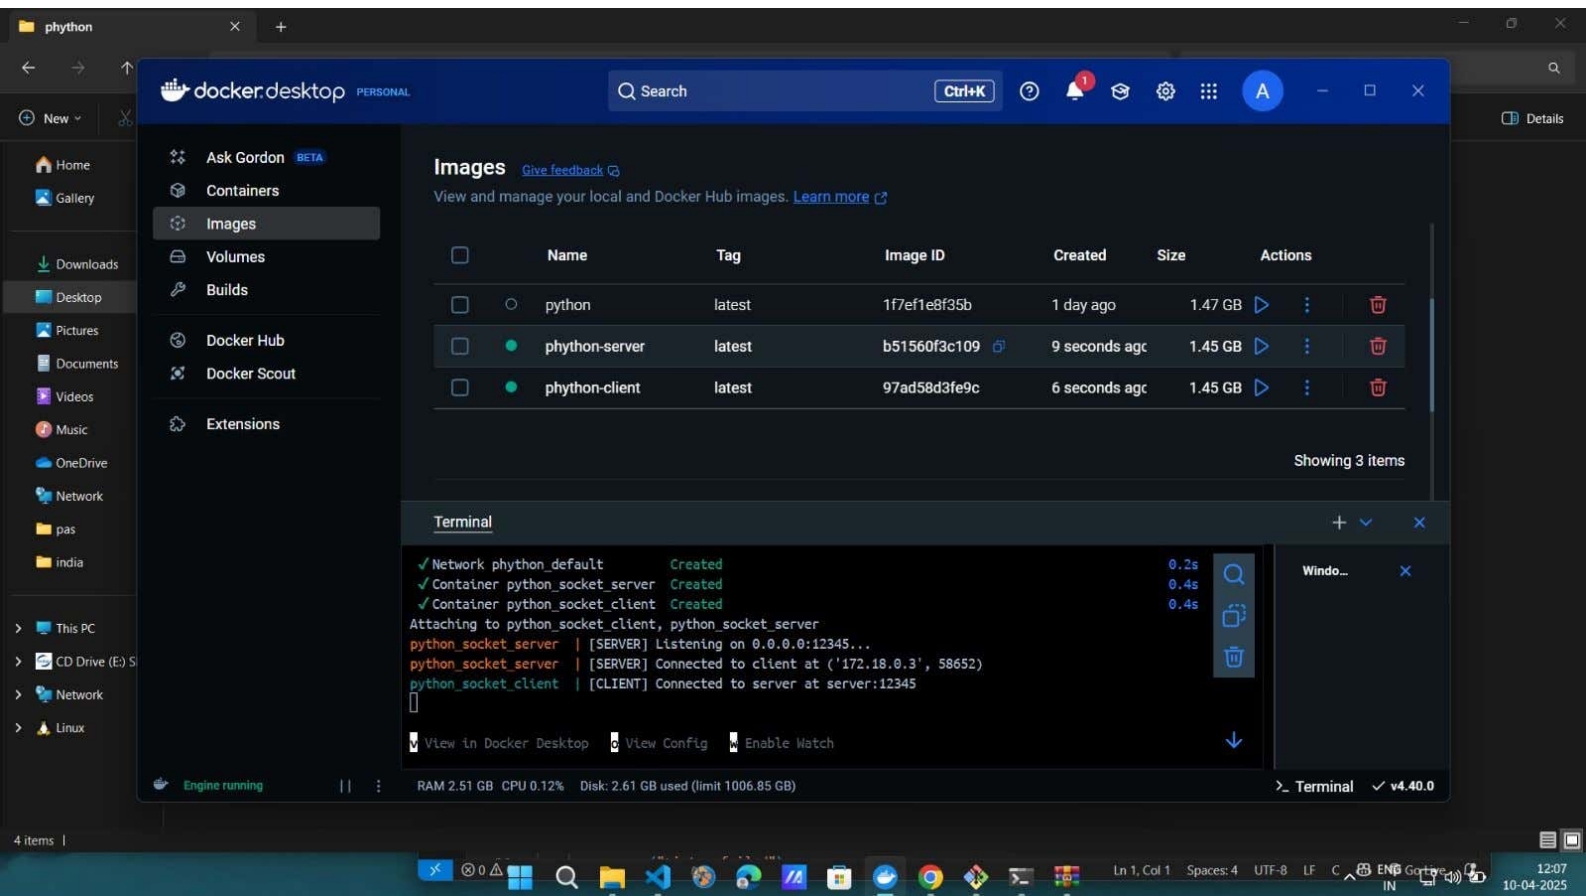 phython
New
Details
Home
Gallery
Downloads
Desktop
Pictures
Documents
Videos
Music
OneDrive
Network
pas
india
This PC
CD Drive (E:) S
Network
Linux
4 items
docker.desktop PERSONAL
Search Ctrl+K
1
A
Ask Gordon BETA
Containers
Images
Volumes
Builds
Docker Hub
Docker Scout
Extensions
Images Give feedback
View and manage your local and Docker Hub images. Learn more
Name Tag Image ID Created Size Actions
python latest 1f7ef1e8f35b 1 day ago 1.47 GB
phython-server latest b51560f3c109 9 seconds agc 1.45 GB
phython-client latest 97ad58d3fe9c 6 seconds agc 1.45 GB
Showing 3 items
Terminal
✓ Network phython_default Created 0.2s
✓ Container python_socket_server Created 0.4s
✓ Container python_socket_client Created 0.4s
Attaching to python_socket_client, python_socket_server
python_socket_server | [SERVER] Listening on 0.0.0.0:12345...
python_socket_server | [SERVER] Connected to client at ('172.18.0.3', 58652)
python_socket_client | [CLIENT] Connected to server at server:12345
v View in Docker Desktop o View Config w Enable Watch
Windo...
Engine running
RAM 2.51 GB CPU 0.12% Disk: 2.61 GB used (limit 1006.85 GB)
>_ Terminal ✓ v4.40.0
0
Ln 1, Col 1 Spaces: 4 UTF-8 LF
ENG
IN
12:07
10-04-2025